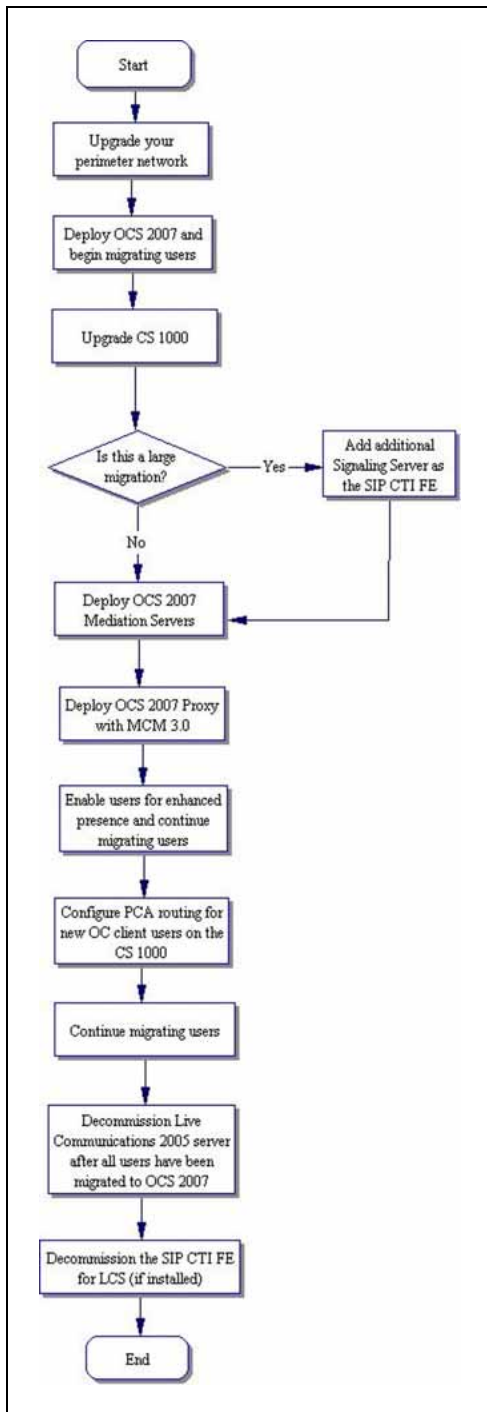 Start
Upgrade your
perimeter network
Deploy OCS 2007 and
begin migrating users
Upgrade CS 1000
Is this a large
migration?
Yes
Add additional
Signaling Server as
the SIP CTI FE
No
Deploy OCS 2007
Mediation Servers
Deploy OCS 2007 Proxy
with MCM 3.0
Enable users for enhanced
presence and continue
migrating users
Configure PCA routing for
new OC client users on the
CS 1000
Continue migrating users
Decommission Live
Communications 2005 server
after all users have been
migrated to OCS 2007
Decommission the SIP CTI FE
for LCS (if installed)
End